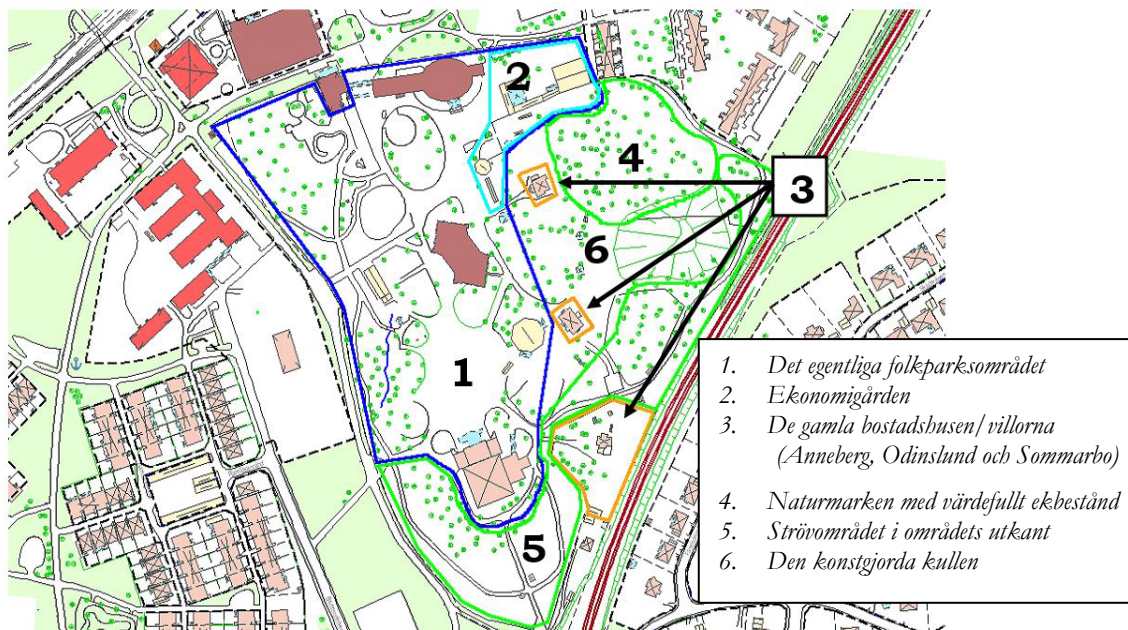 2
4
3
6
1
5
1. Det egentliga folkparksområdet
2. Ekonomigården
3. De gamla bostadshusen/villorna
(Anneberg, Odinslund och Sommarbo)
4. Naturmarken med värdefullt ekbestånd
5. Strövområdet i områdets utkant
6. Den konstgjorda kullen